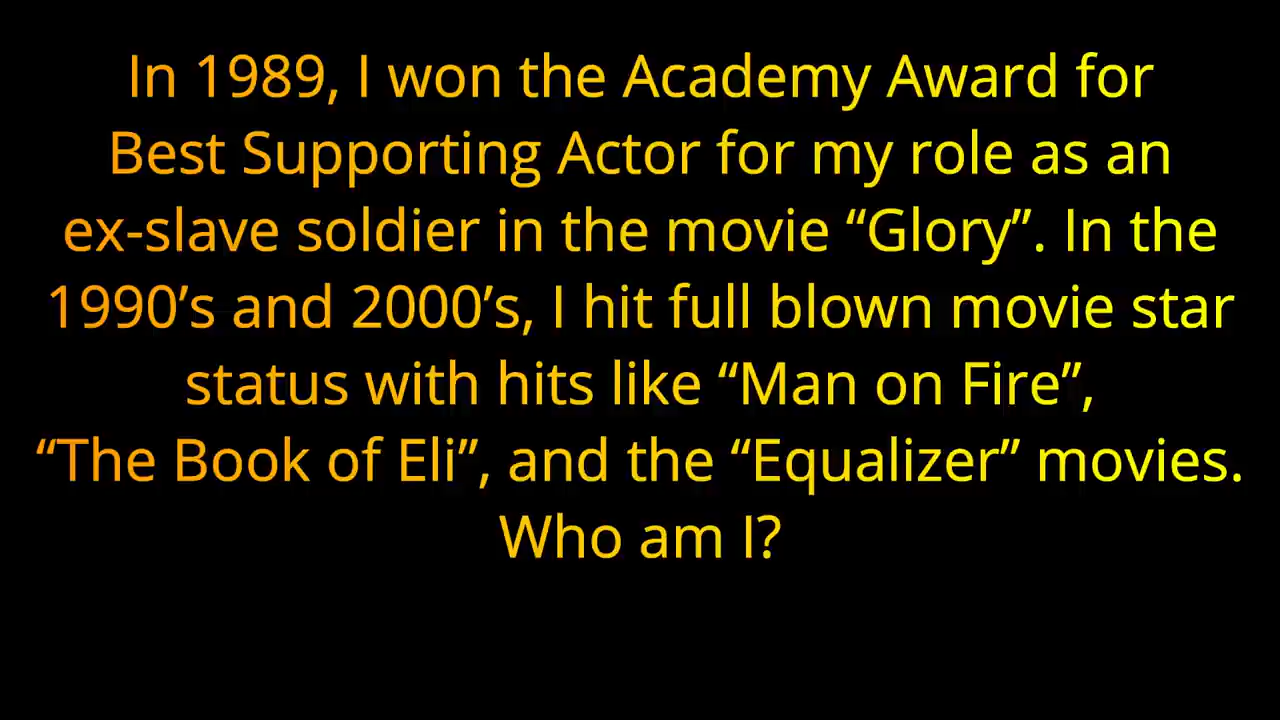 In 1989, I won the Academy Award for
Best Supporting Actor for my role as an
ex-slave soldier in the movie “Glory”. In the
1990’s and 2000’s, I hit full blown movie star
status with hits like “Man on Fire”,
“The Book of Eli”, and the “Equalizer” movies.
Who am I?